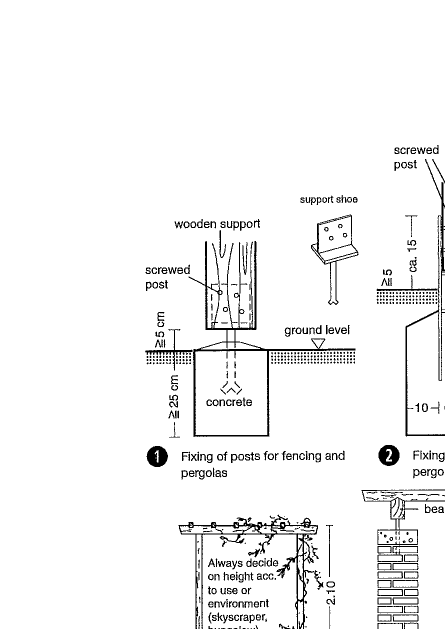 screwed
post
support shoe
wooden support
screwed
post
≥5 cm
ground level
≥25 cm
concrete
≥5
ca. 15
10
1 Fixing of posts for fencing and
pergolas
2 Fixing
pergo
bea
Always decide
on height acc.
to use or
environment
(skyscraper,
2.10